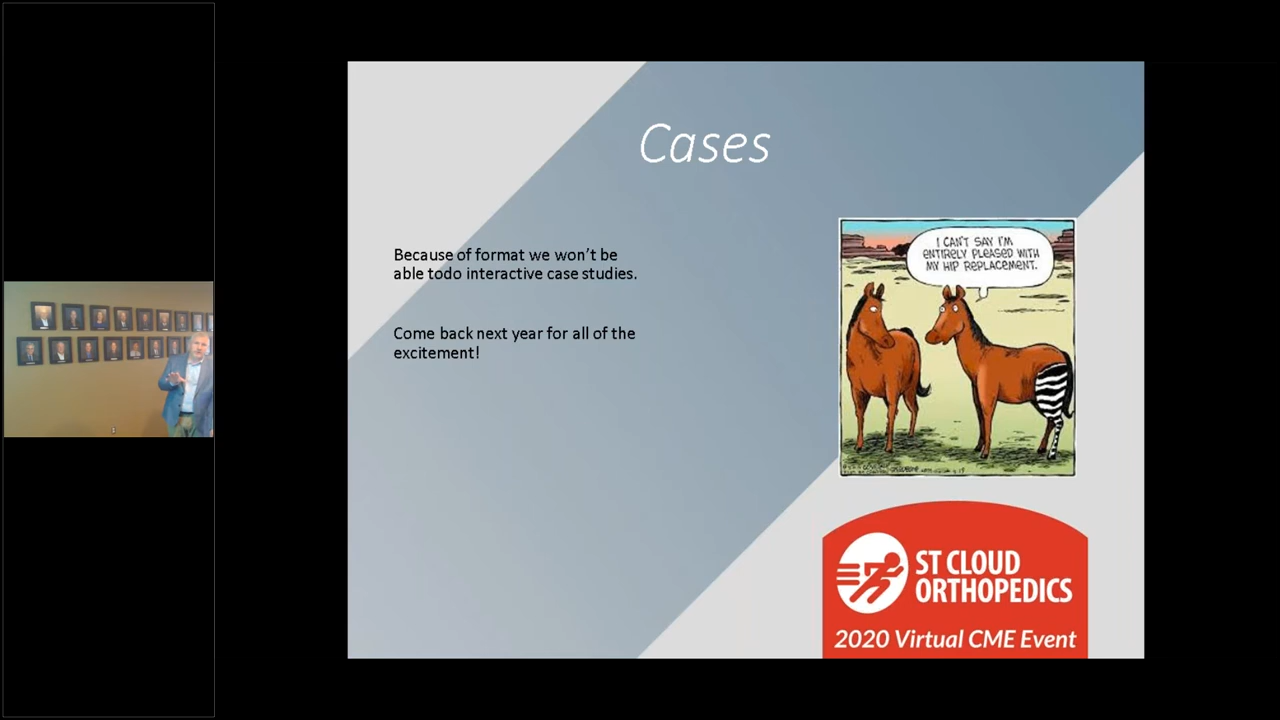 Cases
Because of format we won't be
able todo interactive case studies.
Come back next year for all of the
excitement!
I CAN'T SAY I'M
ENTIRELY PLEASED WITH
MY HIP REPLACEMENT.
ST CLOUD
ORTHOPEDICS
2020 Virtual CME Event